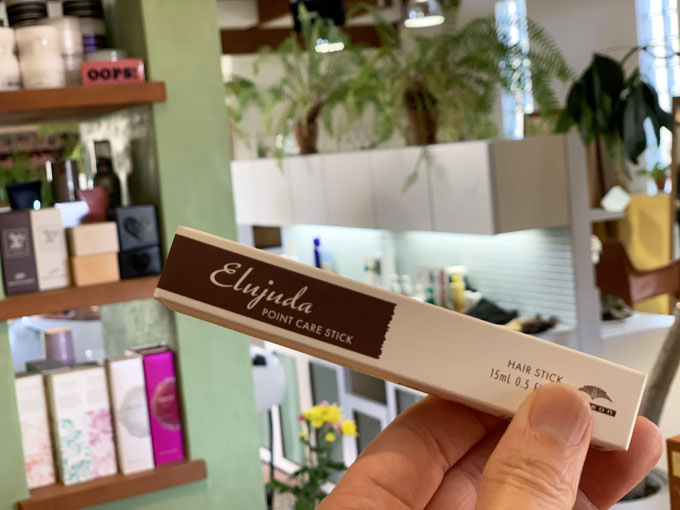 OOPS!
Elujuda
POINT CARE STICK
HAIR STICK
15mL 0.5